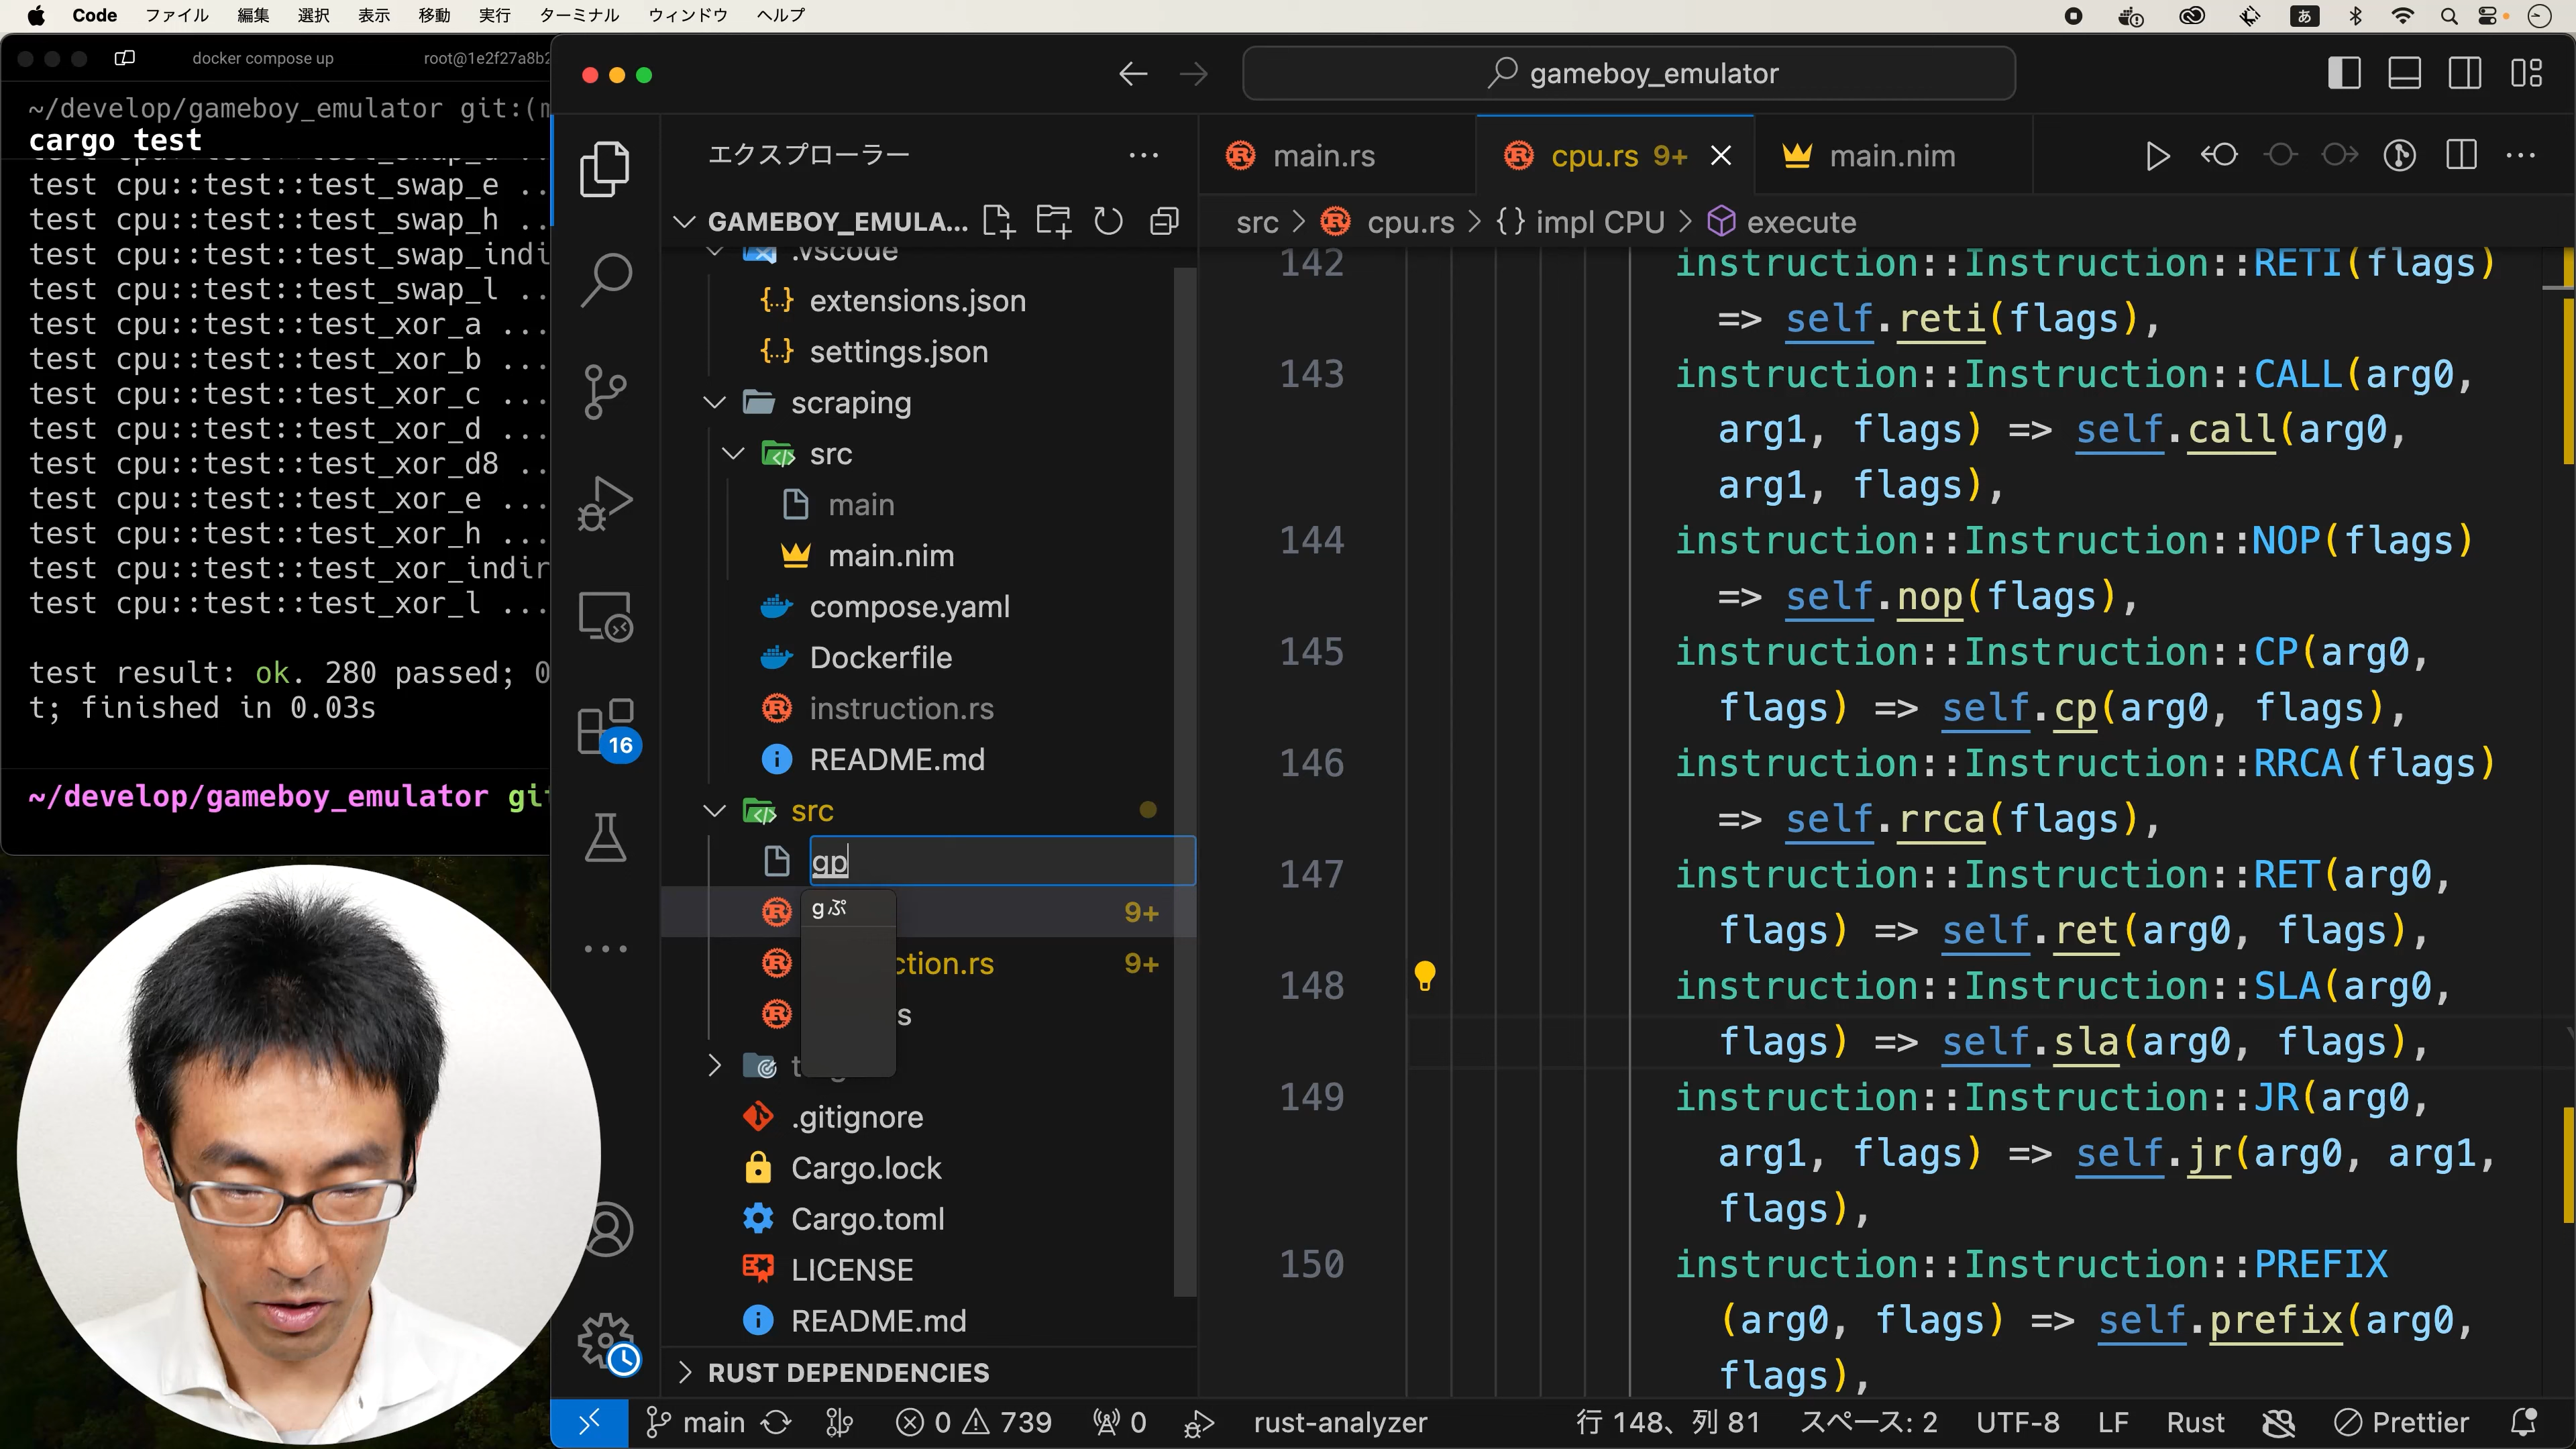 Code ファイル 編集 選択 表示 移動 実行 ターミナル ウィンドウ ヘルプ あ
docker compose up root@1e2f27a8b2
~/develop/gameboy_emulator git:(m
cargo test
test cpu::test::test_swap_e ..
test cpu::test::test_swap_h ..
test cpu::test::test_swap_indi
test cpu::test::test_swap_l ..
test cpu::test::test_xor_a ...
test cpu::test::test_xor_b ...
test cpu::test::test_xor_c ...
test cpu::test::test_xor_d ...
test cpu::test::test_xor_d8 ..
test cpu::test::test_xor_e ...
test cpu::test::test_xor_h ...
test cpu::test::test_xor_indir
test cpu::test::test_xor_l ...
test result: ok. 280 passed; 0
t; finished in 0.03s
~/develop/gameboy_emulator git
gameboy_emulator
エクスプローラー
GAMEBOY_EMULA...
.vscode
extensions.json
settings.json
scraping
src
main
main.nim
compose.yaml
Dockerfile
instruction.rs
README.md
src
gp
gぷ
9+
ction.rs 9+
s
t g
.gitignore
Cargo.lock
Cargo.toml
LICENSE
README.md
RUST DEPENDENCIES
16
main.rs
cpu.rs 9+
main.nim
src > cpu.rs > {} impl CPU > execute
142 instruction::Instruction::RETI(flags)
=> self.reti(flags),
143 instruction::Instruction::CALL(arg0,
arg1, flags) => self.call(arg0,
arg1, flags),
144 instruction::Instruction::NOP(flags)
=> self.nop(flags),
145 instruction::Instruction::CP(arg0,
flags) => self.cp(arg0, flags),
146 instruction::Instruction::RRCA(flags)
=> self.rrca(flags),
147 instruction::Instruction::RET(arg0,
flags) => self.ret(arg0, flags),
148 instruction::Instruction::SLA(arg0,
flags) => self.sla(arg0, flags),
149 instruction::Instruction::JR(arg0,
arg1, flags) => self.jr(arg0, arg1,
flags),
150 instruction::Instruction::PREFIX
(arg0, flags) => self.prefix(arg0,
flags),
main 0 739 0 rust-analyzer 行 148、列 81 スペース: 2 UTF-8 LF Rust Prettier